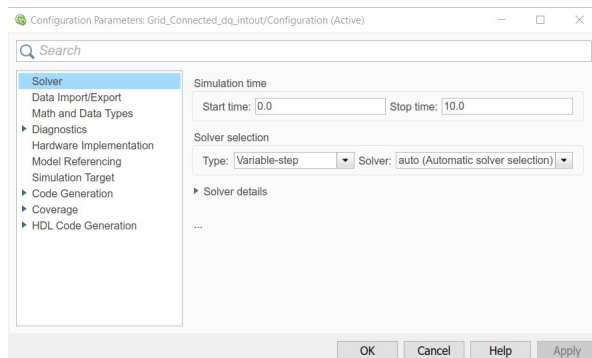 Configuration Parameters: Grid_Connected_dq_intout/Configuration (Active)
Search
Solver
Data Import/Export
Math and Data Types
Diagnostics
Hardware Implementation
Model Referencing
Simulation Target
Code Generation
Coverage
HDL Code Generation
Simulation time
Start time: 0.0 Stop time: 10.0
Solver selection
Type: Variable-step Solver: auto (Automatic solver selection)
Solver details
...
OK Cancel Help Apply